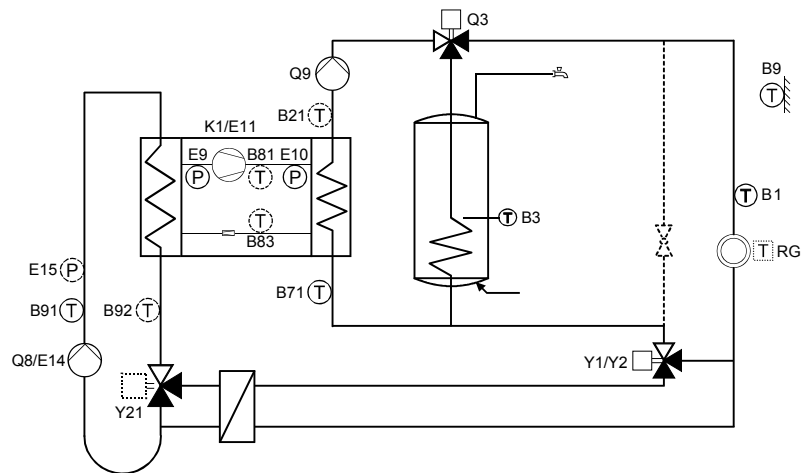 Q3
Q9
B9
T
B21 T
K1/E11
E9 B81 E10
P T P
T B1
T B3
T
B83
T RG
E15 P
B91 T B92 T
B71 T
Q8/E14
Y1/Y2
Y21